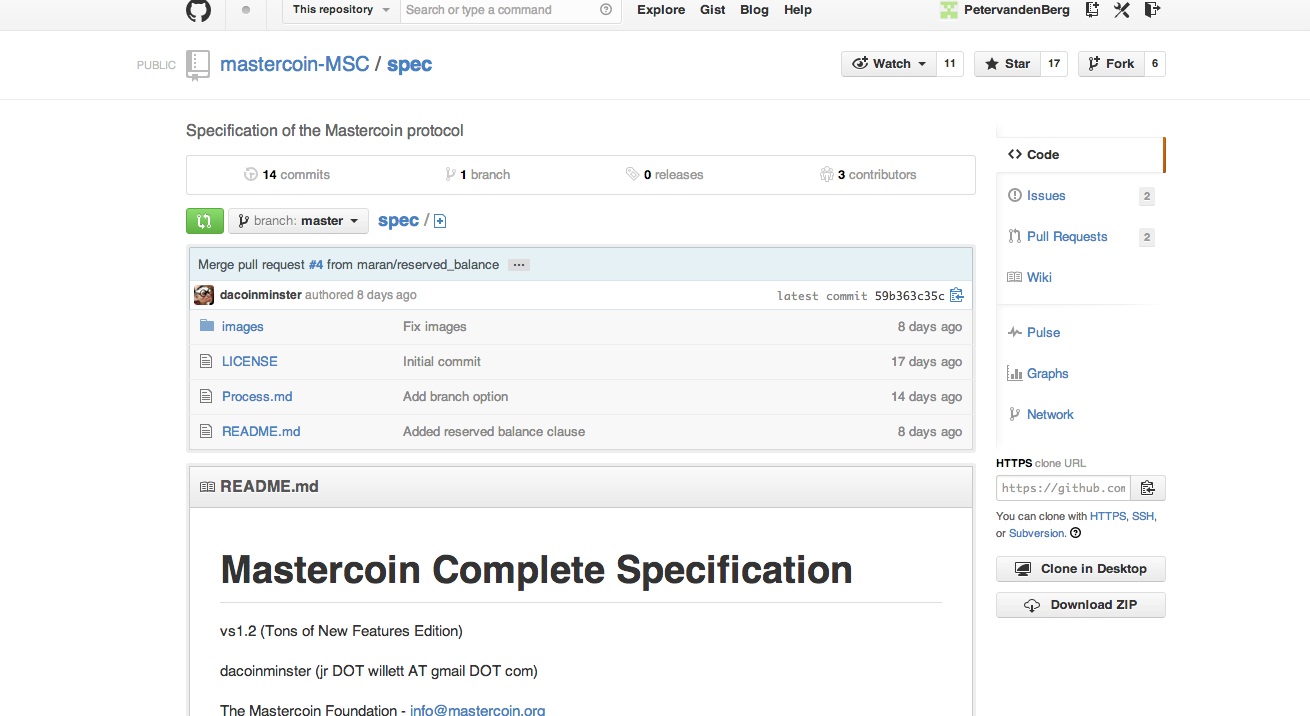 This repository Search or type a command Explore Gist Blog Help PetervandenBerg
PUBLIC mastercoin-MSC / spec Watch 11 Star 17 Fork 6
Specification of the Mastercoin protocol
14 commits 1 branch 0 releases 3 contributors
branch: master spec /
Merge pull request #4 from maran/reserved_balance ...
dacoinminster authored 8 days ago latest commit 59b363c35c
images Fix images 8 days ago
LICENSE Initial commit 17 days ago
Process.md Add branch option 14 days ago
README.md Added reserved balance clause 8 days ago
README.md
Mastercoin Complete Specification
vs1.2 (Tons of New Features Edition)
dacoinminster (jr DOT willett AT gmail DOT com)
The Mastercoin Foundation - info@mastercoin.org
Code
Issues 2
Pull Requests 2
Wiki
Pulse
Graphs
Network
HTTPS clone URL
https://github.com
You can clone with HTTPS, SSH,
or Subversion.
Clone in Desktop
Download ZIP